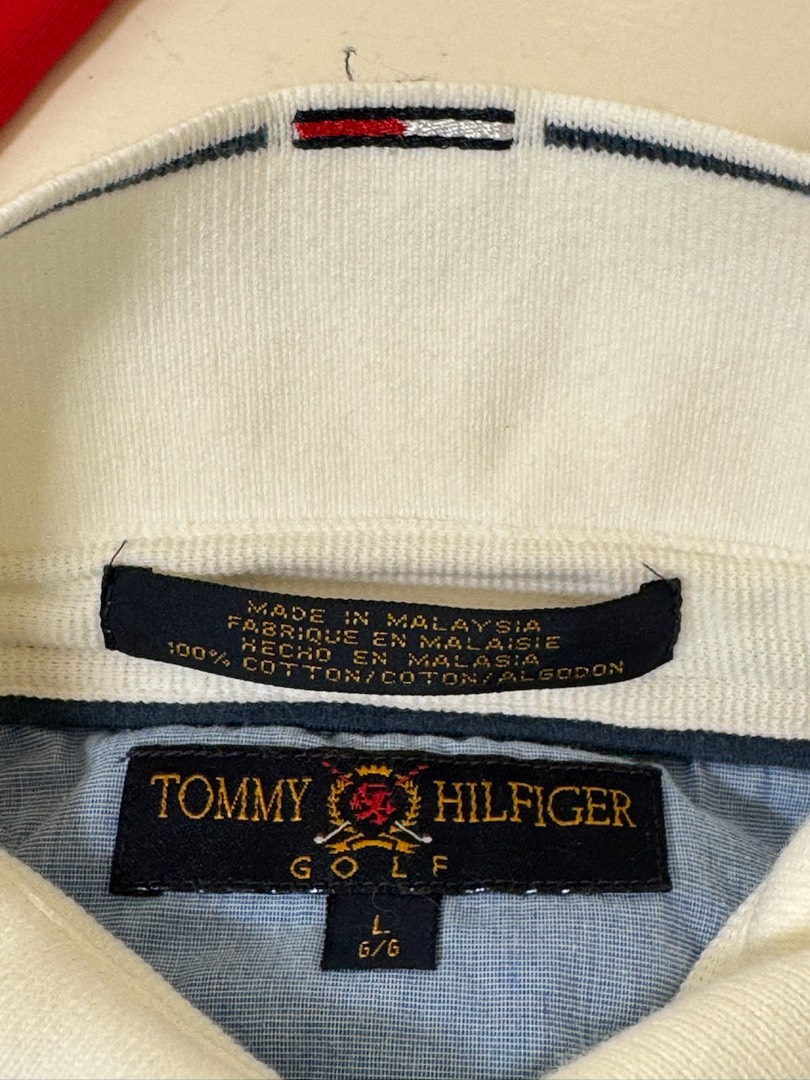 MADE IN MALAYSIA
FABRIQUE EN MALAISIE
HECHO EN MALASIA
100% COTTON/COTON/ALGODON
TOMMY HILFIGER
GOLF
L
G/G